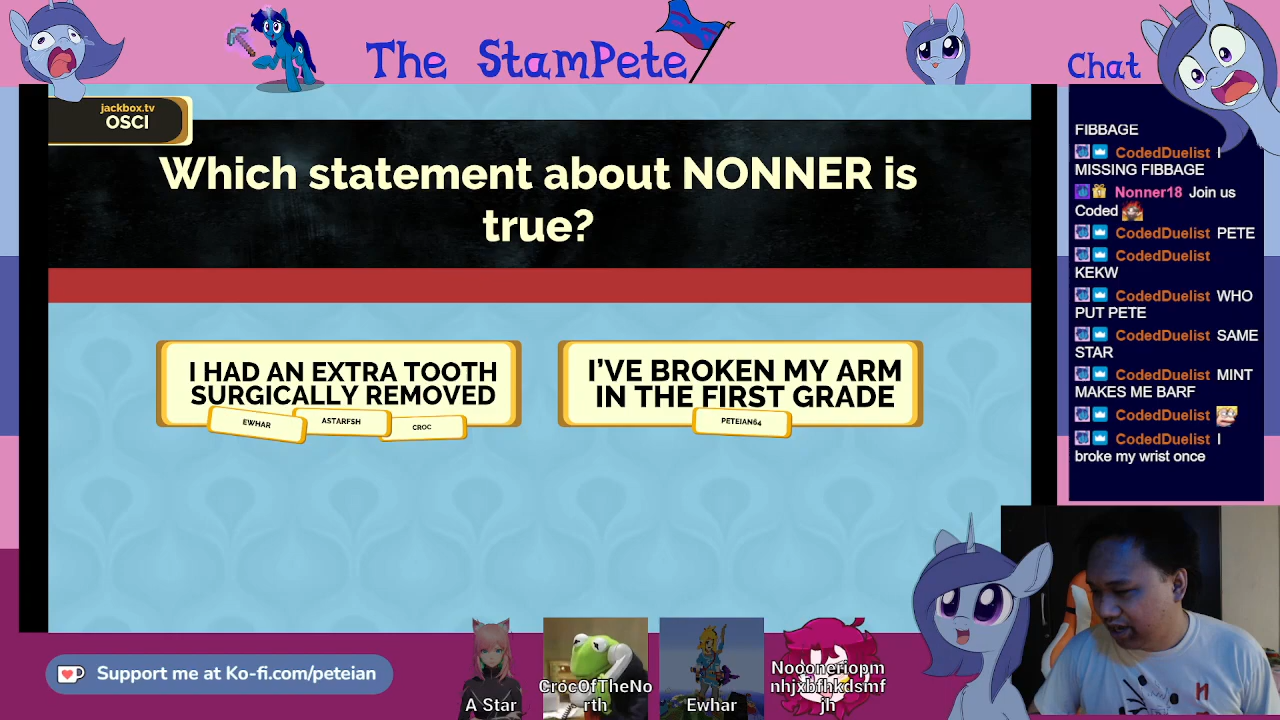 The StamPete
Chat
jackbox.tv
OSCI
Which statement about NONNER is
true?
I HAD AN EXTRA TOOTH
SURGICALLY REMOVED
EWHAR
ASTARFSH
CROC
I'VE BROKEN MY ARM
IN THE FIRST GRADE
PETEIAN64
FIBBAGE
CodedDuelist I
MISSING FIBBAGE
Nonner18 Join us
Coded
CodedDuelist PETE
CodedDuelist
KEKW
CodedDuelist WHO
PUT PETE
CodedDuelist SAME
STAR
CodedDuelist MINT
MAKES ME BARF
CodedDuelist
CodedDuelist I
broke my wrist once
Support me at Ko-fi.com/peteian
A Star
CrocOfTheNo
rth
Ewhar
Noooneriopm
nhjxbfhkdsmf
jh